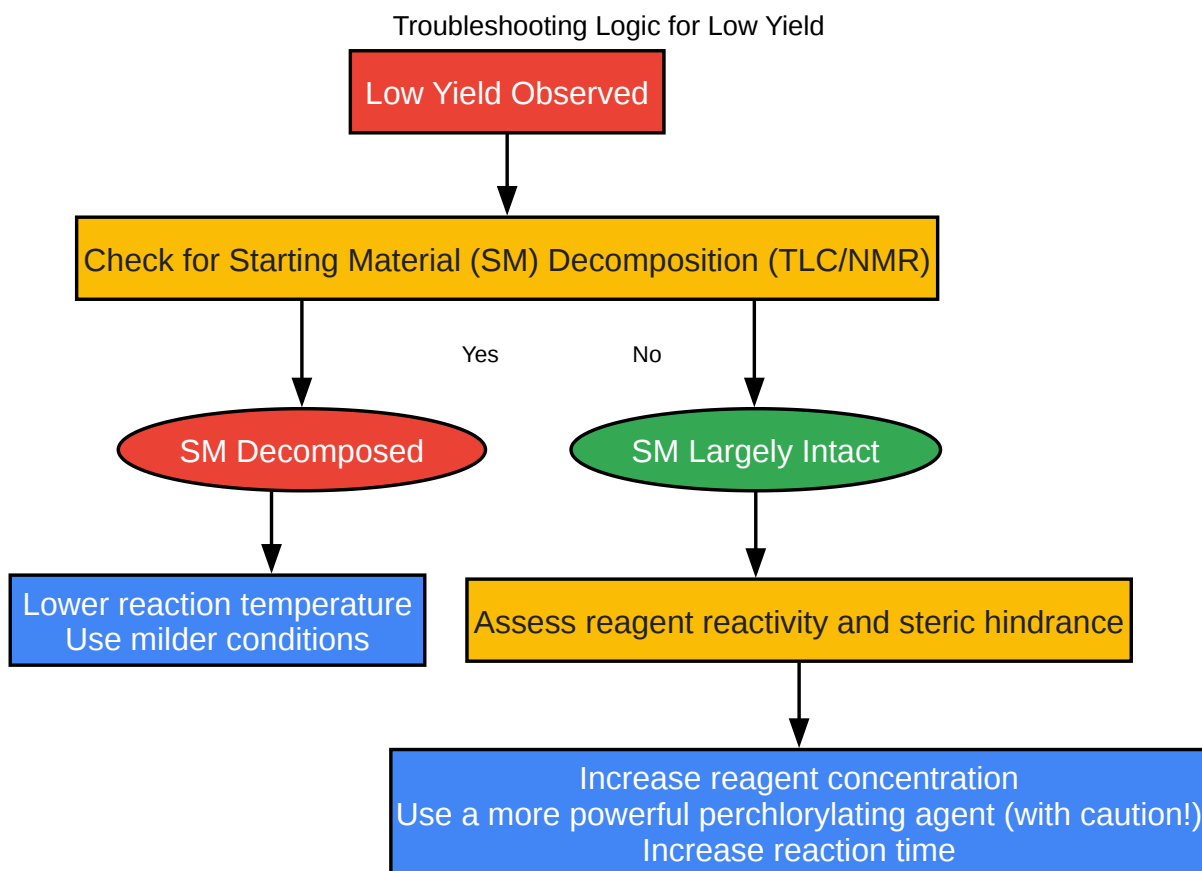 Troubleshooting Logic for Low Yield
Low Yield Observed
Check for Starting Material (SM) Decomposition (TLC/NMR)
Yes
No
SM Decomposed
SM Largely Intact
Lower reaction temperature
Use milder conditions
Assess reagent reactivity and steric hindrance
Increase reagent concentration
Use a more powerful perchlorylating agent (with caution!)
Increase reaction time